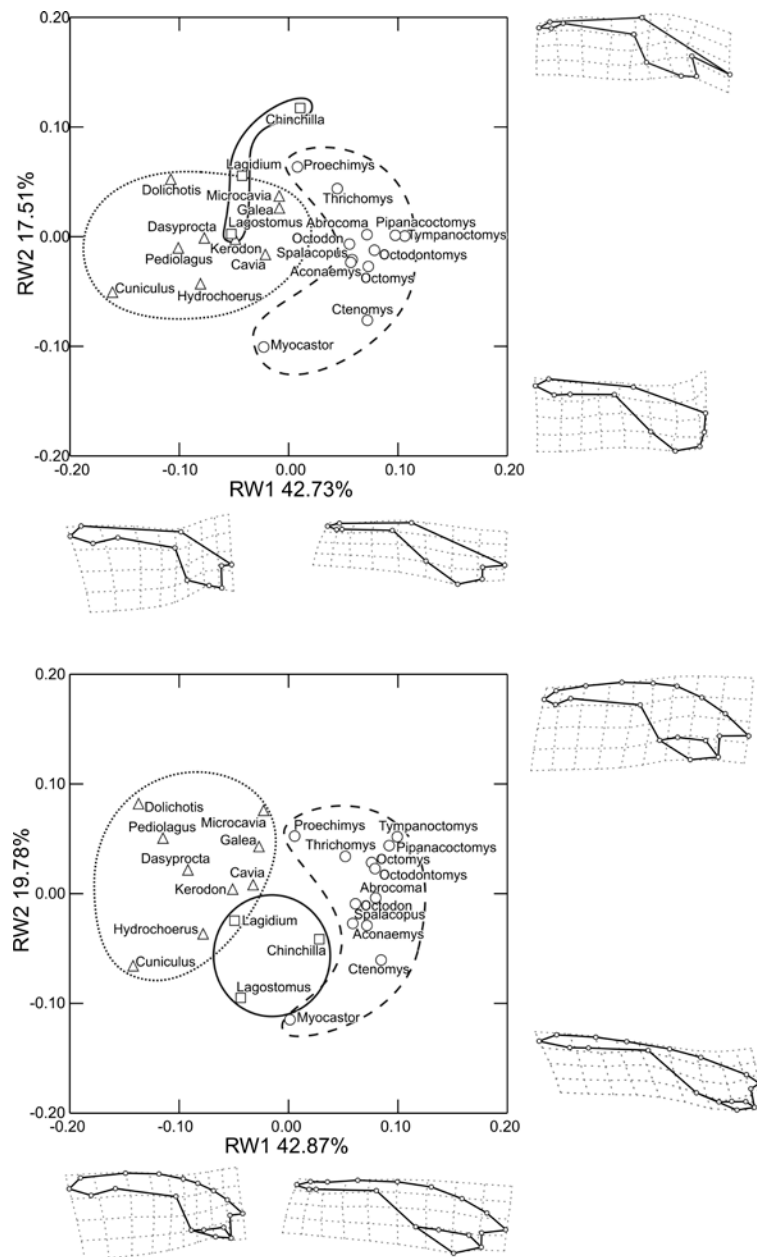 0.20
0.10
0.00
-0.10
-0.20
RW2 17.51%
Chinchilla
Lagidium
Proechimys
Dolichotis
Microcavia
Thrichomys
Galea
Dasyprocta
Lagostomus
Abrocoma
Pipanacoctomys
Octodon
Tympanoctomys
Kerodon
Pediolagus
Cavia
Spalacopus
Octodontomys
Aconaemys
Octomys
Cuniculus
Hydrochoerus
Ctenomys
Myocastor
-0.20
-0.10
0.00
0.10
0.20
RW1 42.73%
0.20
0.10
0.00
-0.10
-0.20
RW2 19.78%
Dolichotis
Microcavia
Proechimys
Tympanoctomys
Pediolagus
Galea
Thrichomys
Pipanacoctomys
Dasyprocta
Octomys
Cavia
Octodontomys
Kerodon
Abrocoma
Octodon
Lagidium
Spalacopus
Hydrochoerus
Aconaemys
Chinchilla
Cuniculus
Ctenomys
Lagostomus
Myocastor
-0.20
-0.10
0.00
0.10
0.20
RW1 42.87%